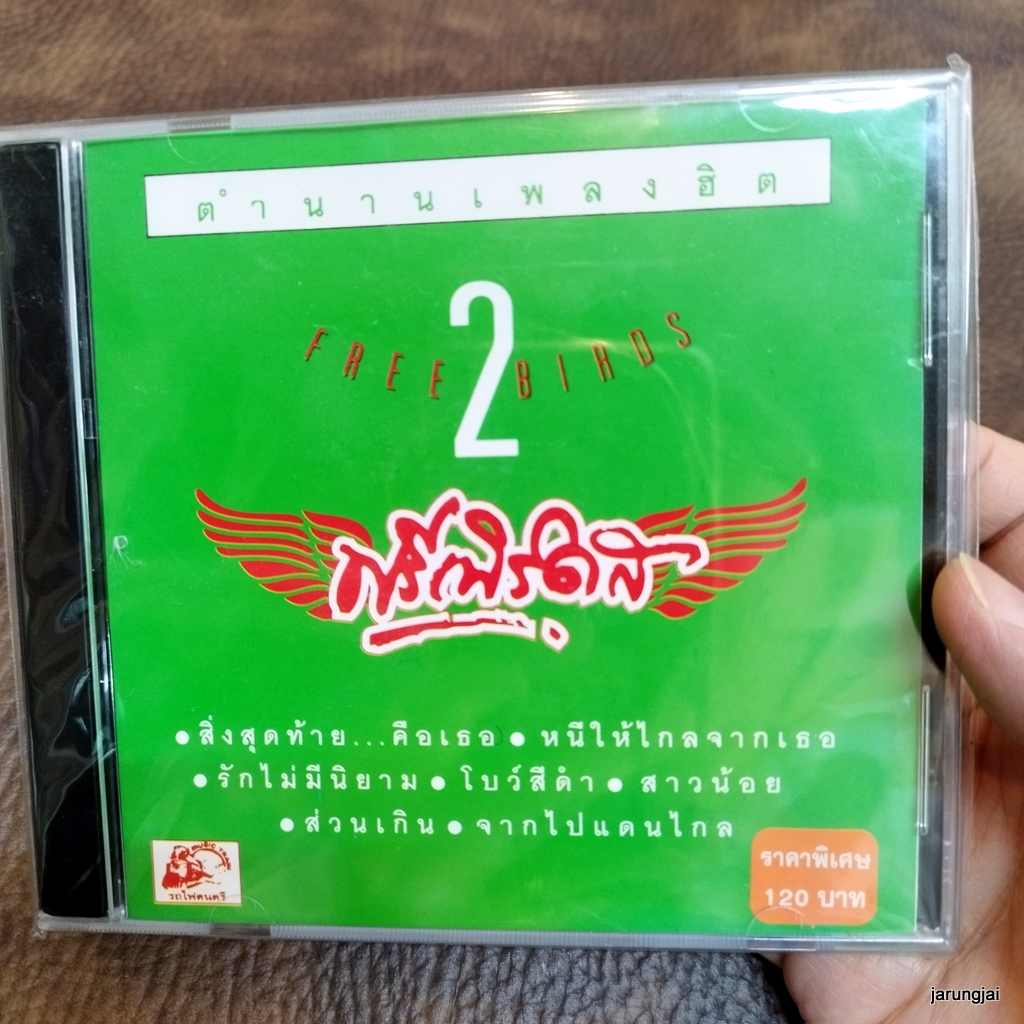 ตำนานเพลงฮิต
2
FREE BIRDS
ฟรีเบิร์ดส
• สิ่งสุดท้าย...คือเธอ • หนีให้ไกลจากเธอ
• รักไม่มีนิยาม • โบว์สีดำ • สาวน้อย
• ส่วนเกิน • จากไปแดนไกล
MUSIC TRAIN
รถไฟดนตรี
ราคาพิเศษ
120 บาท
jarungjai